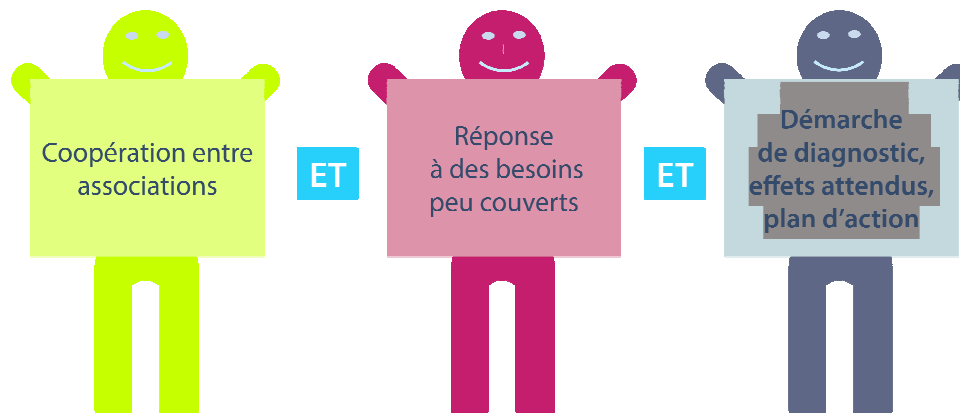 Coopération entre
associations
ET
Réponse
à des besoins
peu couverts
ET
Démarche
de diagnostic,
effets attendus,
plan d’action